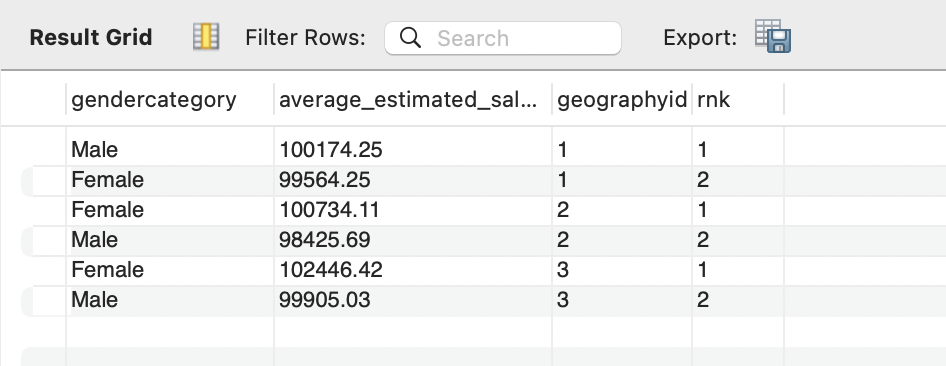 Result Grid Filter Rows: Search Export:
gendercategory average_estimated_sal... geographyid rnk
Male 100174.25 1 1
Female 99564.25 1 2
Female 100734.11 2 1
Male 98425.69 2 2
Female 102446.42 3 1
Male 99905.03 3 2